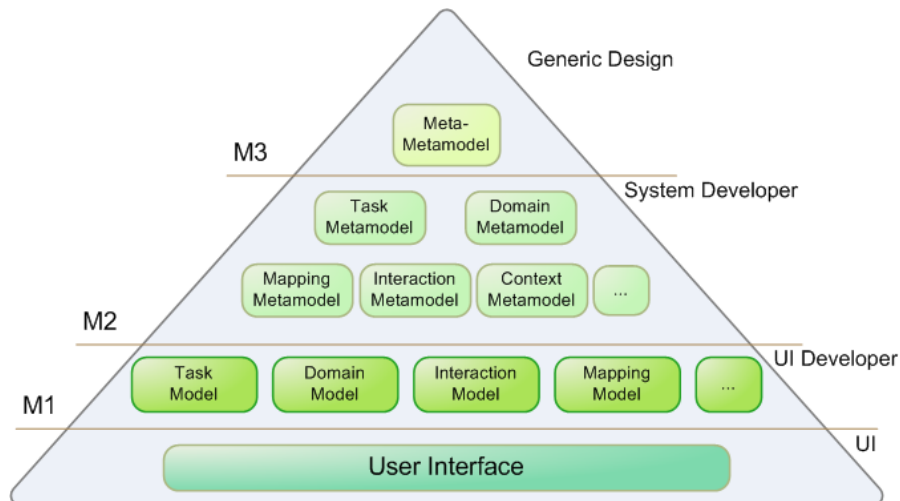 Generic Design
Meta-
Metamodel
M3
System Developer
Task
Metamodel
Domain
Metamodel
Mapping
Metamodel
Interaction
Metamodel
Context
Metamodel
...
M2
UI Developer
Task
Model
Domain
Model
Interaction
Model
Mapping
Model
...
M1
UI
User Interface